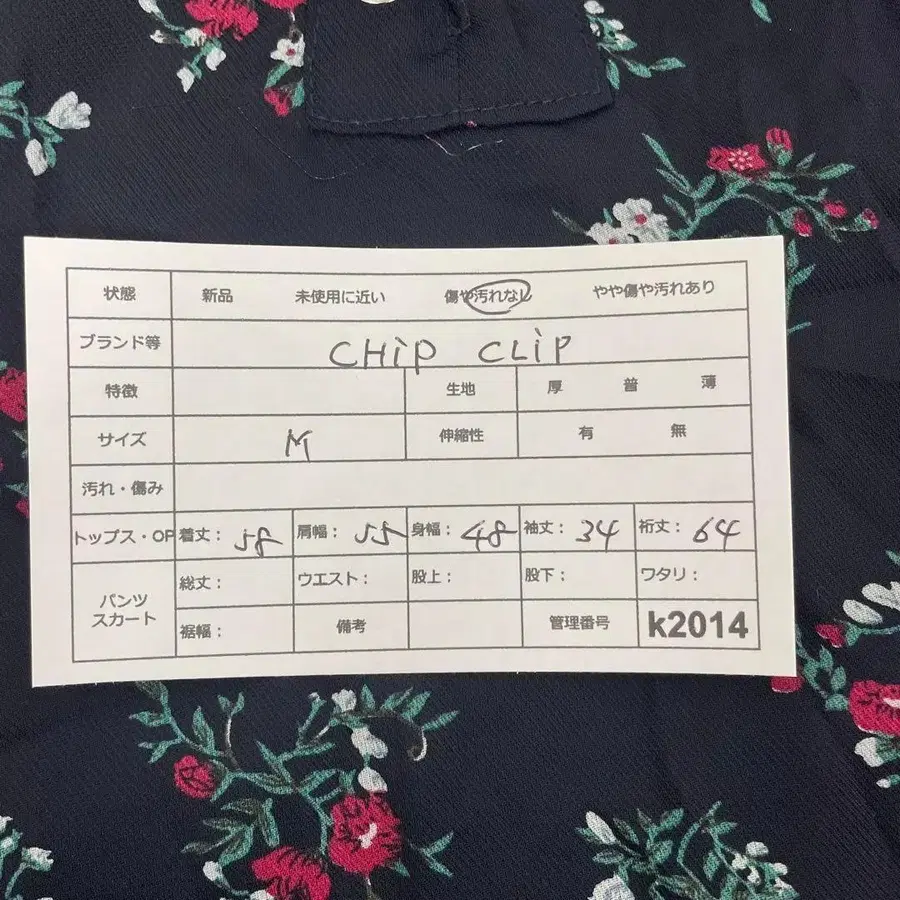 状態 新品 未使用に近い 傷や汚れなし やや傷や汚れあり
ブランド等 CHiP CLiP
特徴 生地 厚 普 薄
サイズ M 伸縮性 有 無
汚れ・傷み
トップス・OP 着丈： 58 肩幅： 55 身幅： 48 袖丈： 34 裄丈： 64
パンツ
スカート
総丈： ウエスト： 股上： 股下： ワタリ：
裾幅： 備考 管理番号 k2014